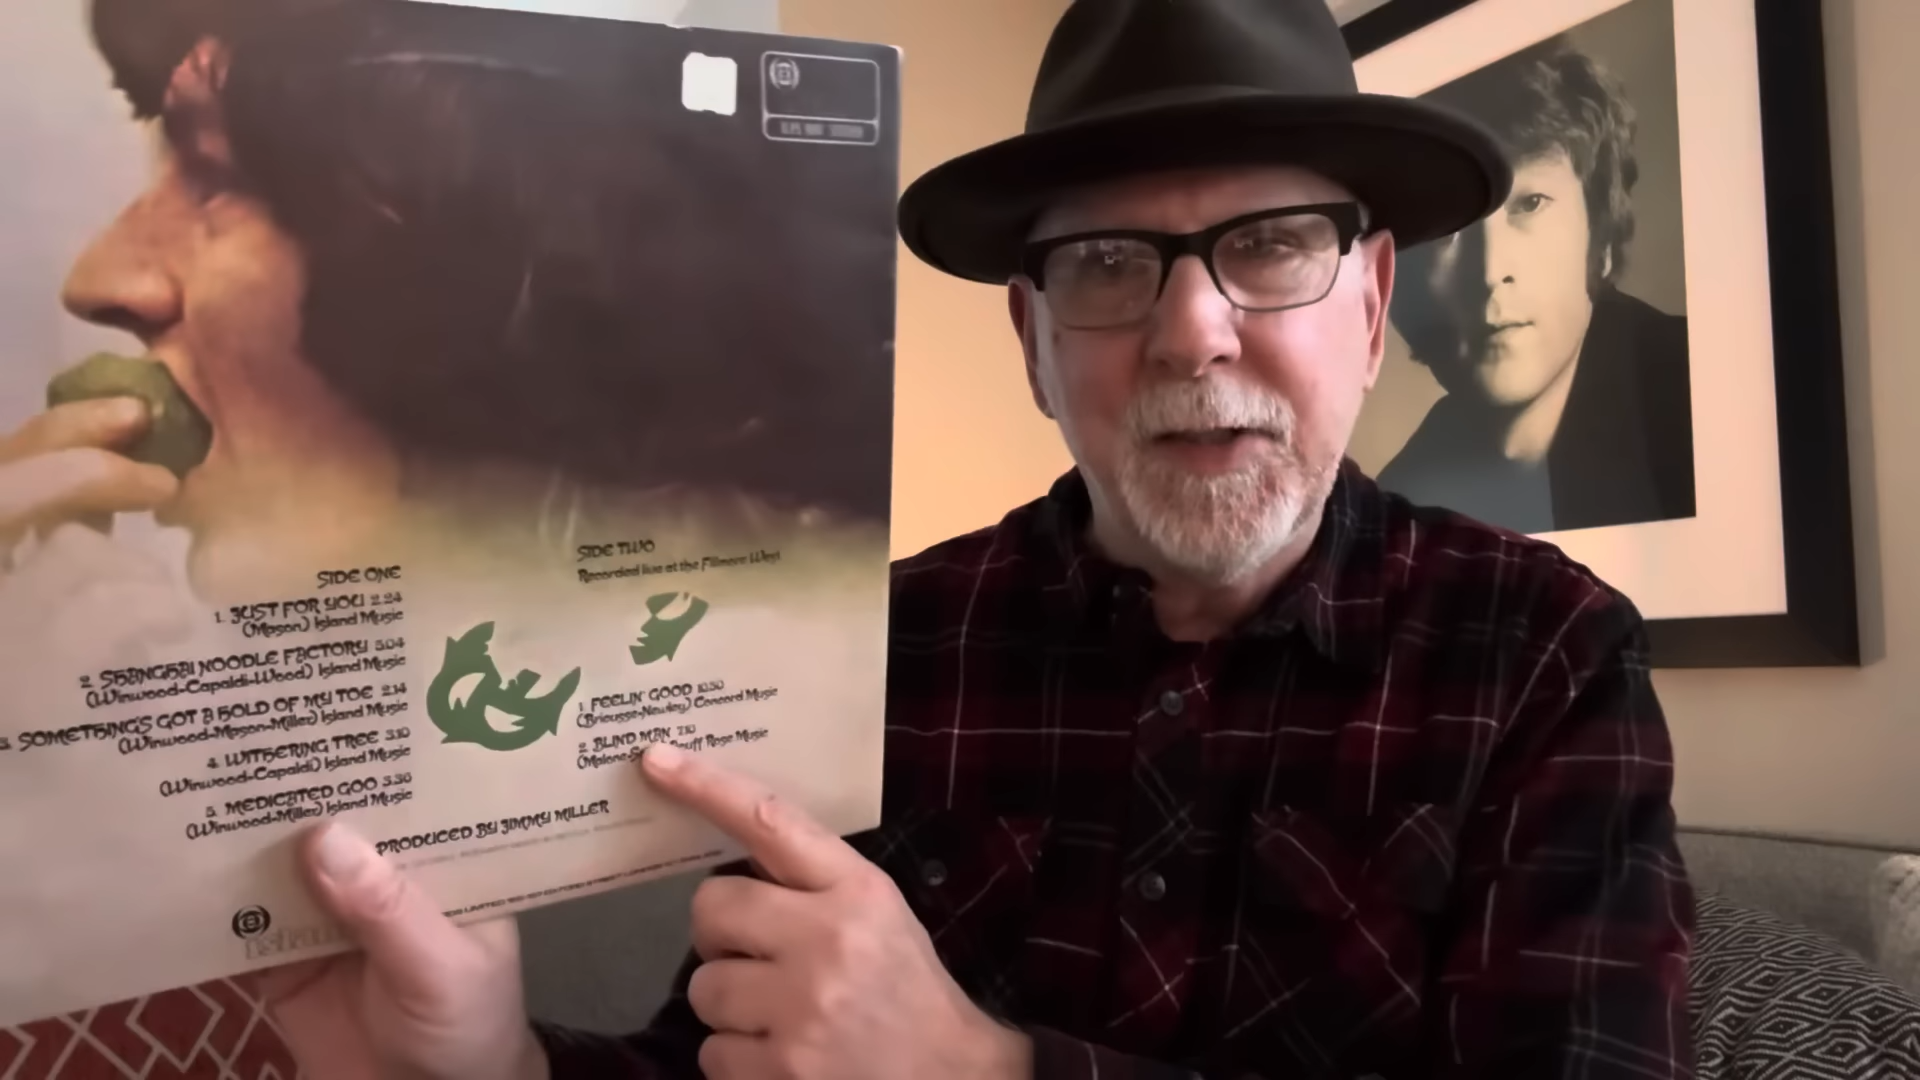 SIDE ONE
1. JUST FOR YOU 2.24
(Mason) Island Music
2. SHANGHAI NOODLE FACTORY 5.04
(Winwood-Capaldi-Wood) Island Music
3. SOMETHING'S GOT A HOLD OF MY TOE 2.14
(Winwood-Mason-Miller) Island Music
4. WITHERING TREE 3.10
(Winwood-Capaldi) Island Music
5. MEDICATED GOO 3.36
(Winwood-Miller) Island Music
SIDE TWO
Recorded live at the Fillmore West
1. FEELIN' GOOD 10.50
(Bricusse-Newley) Concord Music
2. BLIND MAN 7.10
Rose Music
PRODUCED BY JIMMY MILLER